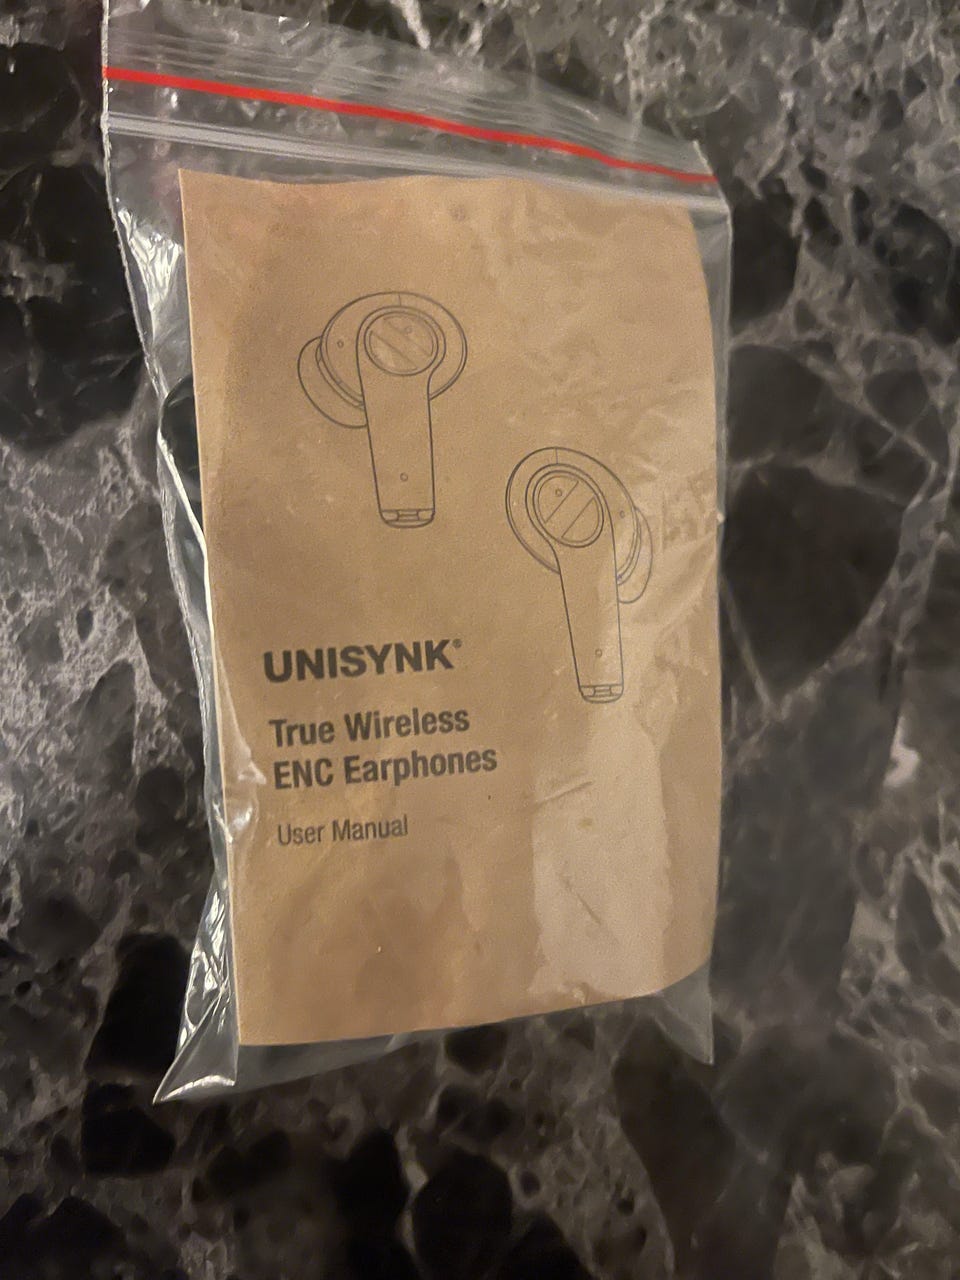 UNISYNK®
True Wireless
ENC Earphones
User Manual